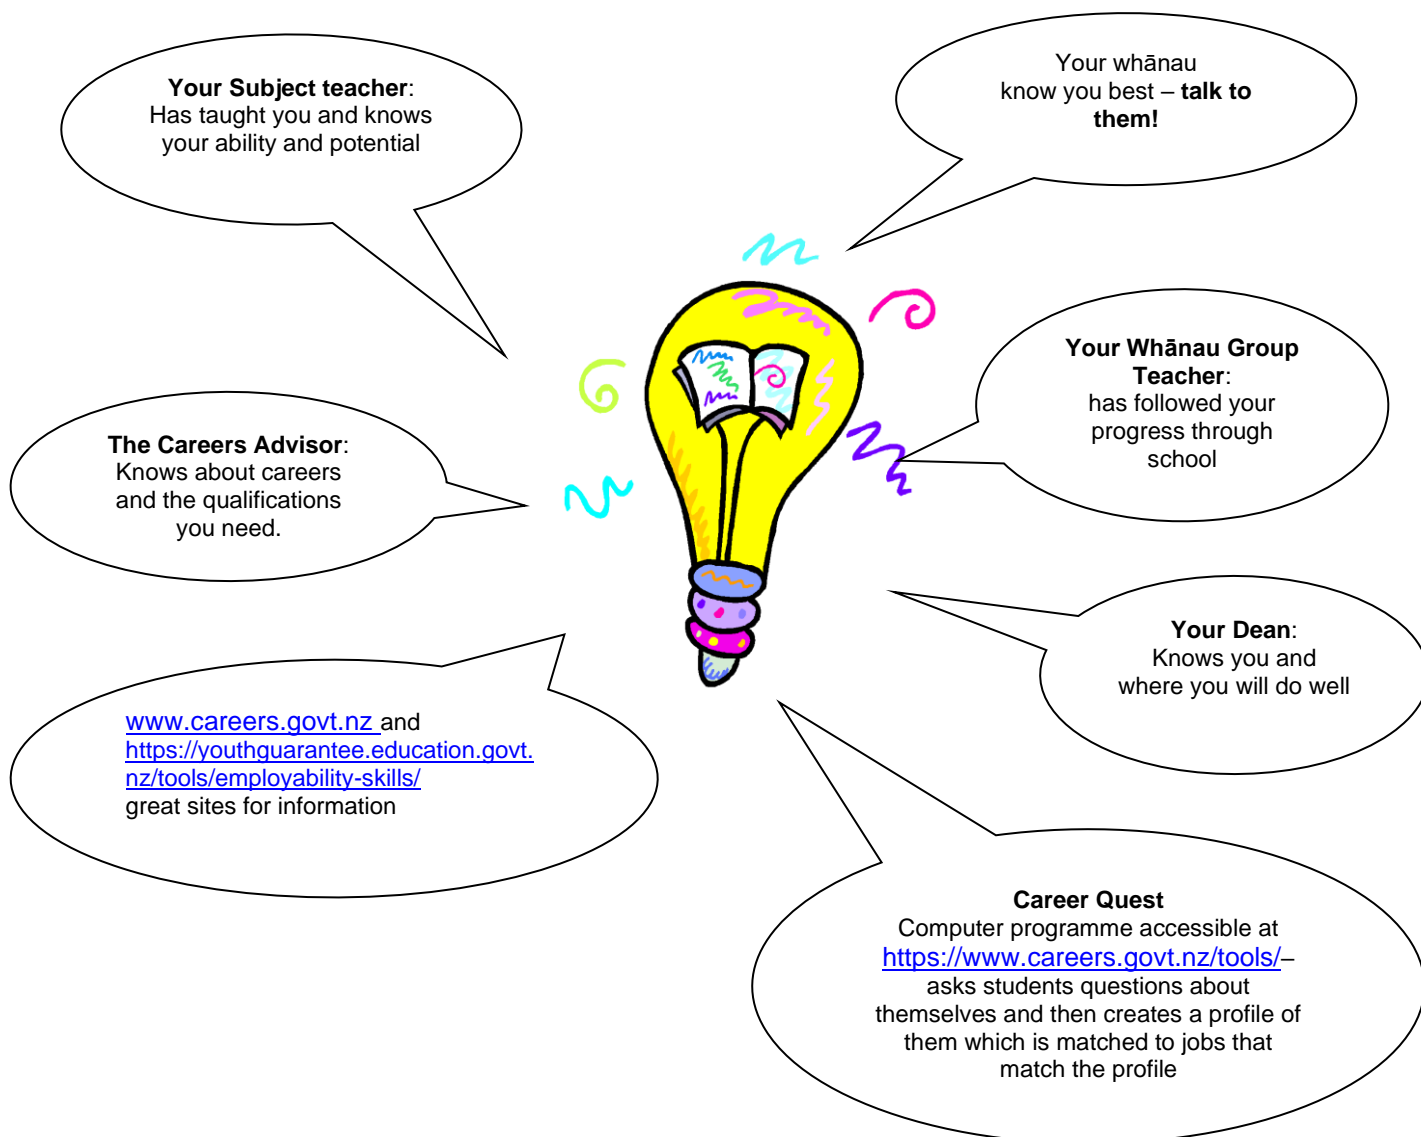 Your Subject teacher:
Has taught you and knows
your ability and potential
Your whānau
know you best – talk to
them!
Your Whānau Group
Teacher:
has followed your
progress through
school
The Careers Advisor:
Knows about careers
and the qualifications
you need.
Your Dean:
Knows you and
where you will do well
www.careers.govt.nz and
https://youthguarantee.education.govt.
nz/tools/employability-skills/
great sites for information
Career Quest
Computer programme accessible at
https://www.careers.govt.nz/tools/–
asks students questions about
themselves and then creates a profile of
them which is matched to jobs that
match the profile